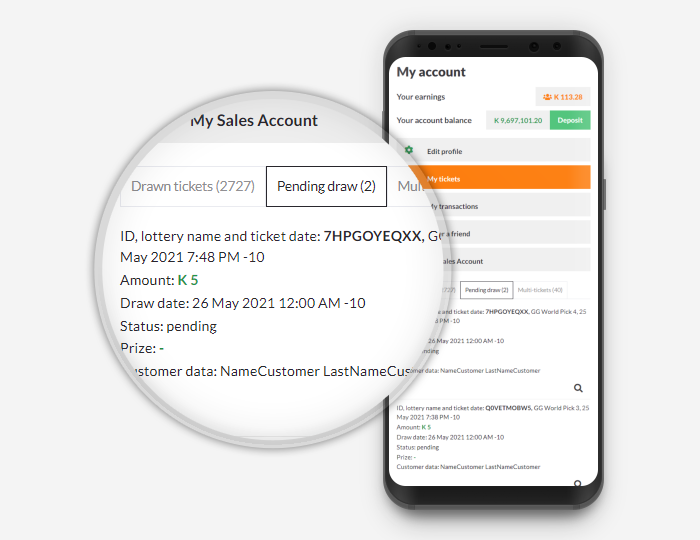 My account
Your earnings
K 113.28
Your account balance
K 9,697,101.20
Deposit
Edit profile
My tickets
My transactions
a friend
Sales Account
Pending draw (2)
Multi-tickets (40)
and ticket date: 7HPGOYEQXX, GG World Pick 4, 25
PM -10
26 May 2021 12:00 AM -10
data: NameCustomer LastNameCustomer
ID, lottery name and ticket date: Q0VETMOBW5, GG World Pick 3, 25
May 2021 7:48 PM -10
Amount: K 5
Draw date: 26 May 2021 12:00 AM -10
Status: pending
Prize: -
Customer data: NameCustomer LastNameCustomer
My Sales Account
Drawn tickets (2727)
Pending draw (2)
ID, lottery name and ticket date: 7HPGOYEQXX, GG
May 2021 7:48 PM -10
Amount: K 5
Draw date: 26 May 2021 12:00 AM -10
Status: pending
Prize: -
Customer data: NameCustomer LastNameCus